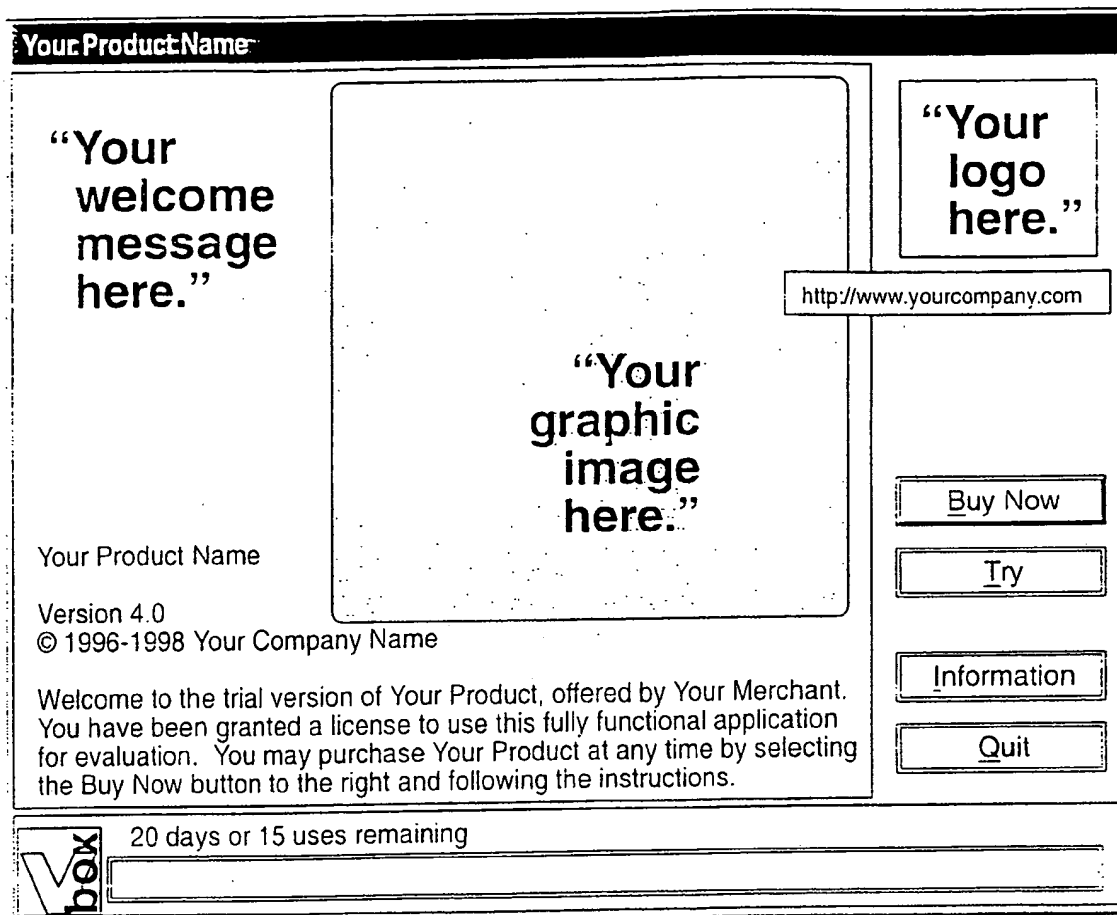 Your Product Name
“Your
welcome
message
here.”
“Your
graphic
image
here.”
“Your
logo
here.”
http://www.yourcompany.com
Buy Now
Try
Information
Quit
Your Product Name
Version 4.0
© 1996-1998 Your Company Name
Welcome to the trial version of Your Product, offered by Your Merchant.
You have been granted a license to use this fully functional application
for evaluation. You may purchase Your Product at any time by selecting
the Buy Now button to the right and following the instructions.
20 days or 15 uses remaining
Vbox